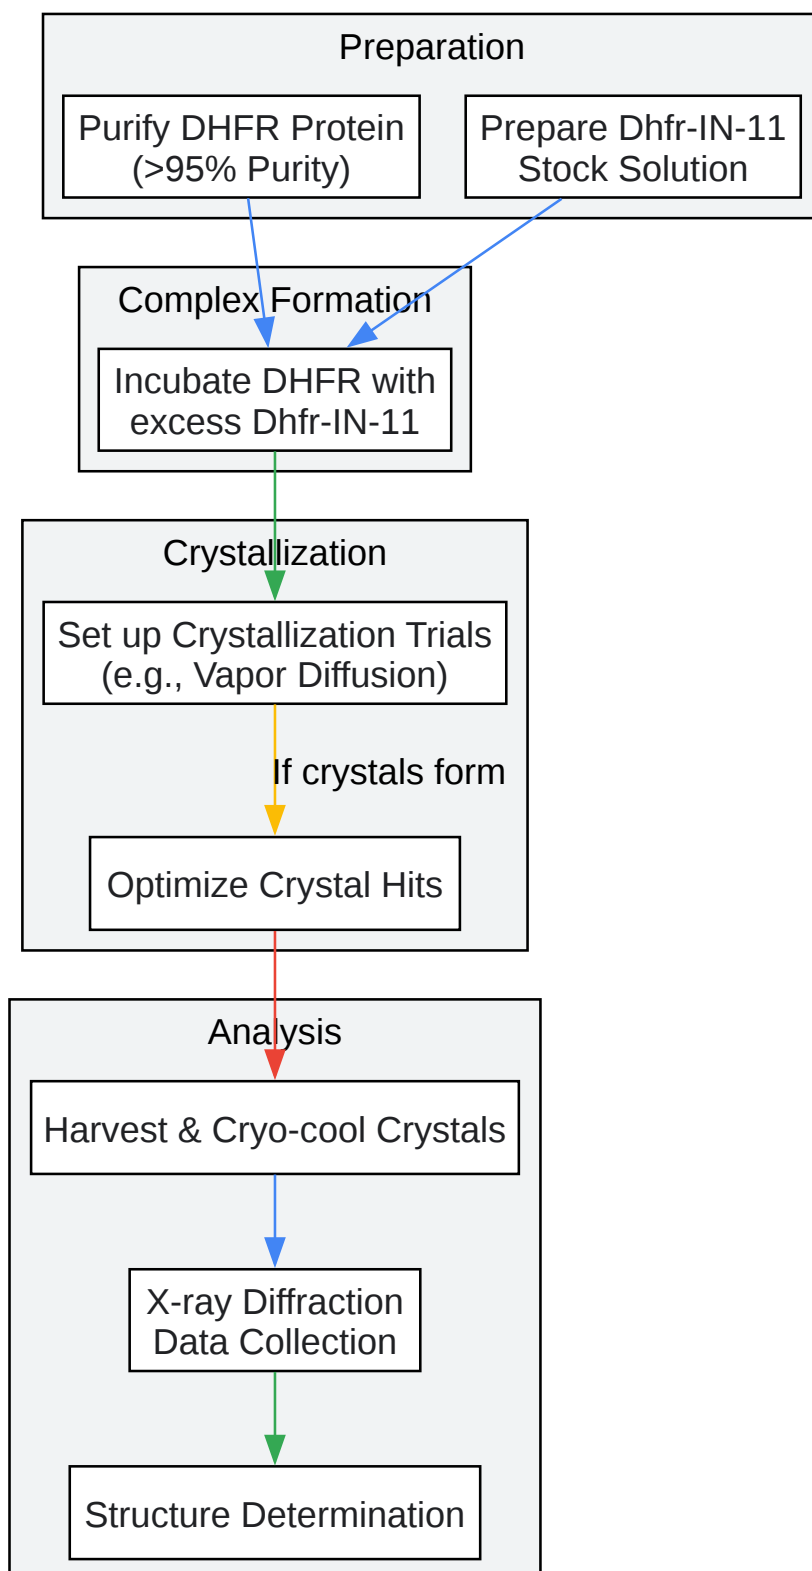 Preparation
Purify DHFR Protein
(>95% Purity)
Prepare Dhfr-IN-11
Stock Solution
Complex Formation
Incubate DHFR with
excess Dhfr-IN-11
Crystallization
Set up Crystallization Trials
(e.g., Vapor Diffusion)
If crystals form
Optimize Crystal Hits
Analysis
Harvest & Cryo-cool Crystals
X-ray Diffraction
Data Collection
Structure Determination